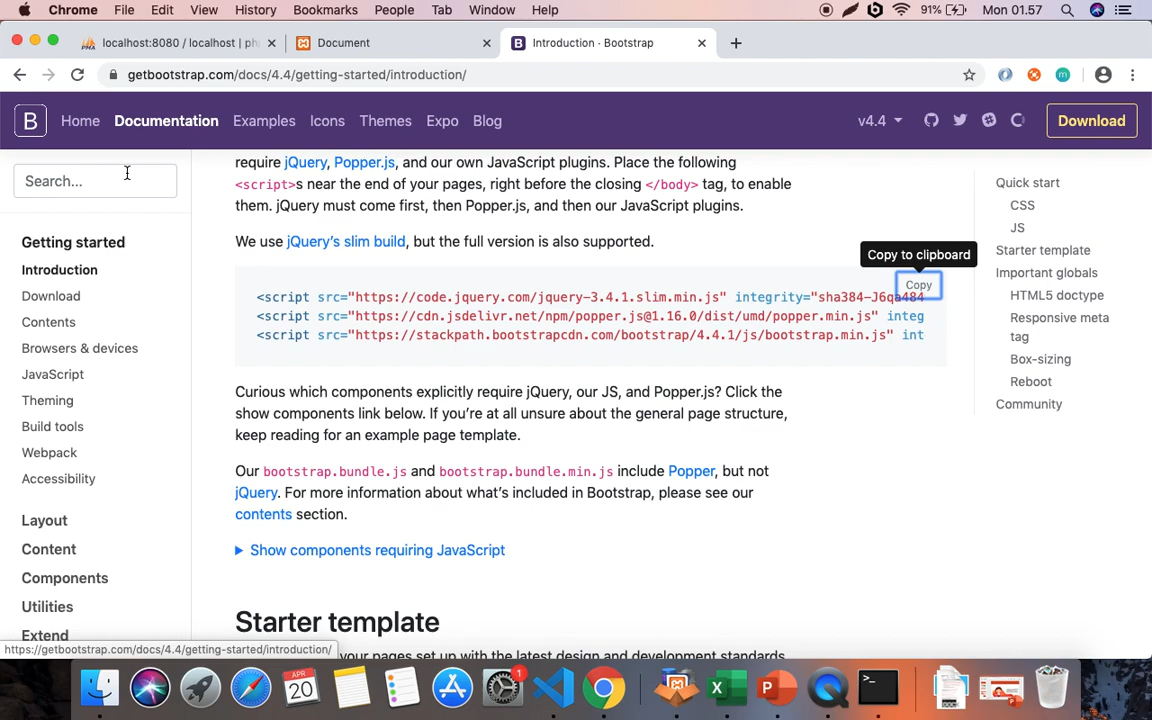 Chrome File Edit View History Bookmarks People Tab Window Help 91% Mon 01.57
localhost:8080 / localhost | ph
Document
Introduction · Bootstrap
getbootstrap.com/docs/4.4/getting-started/introduction/
B Home Documentation Examples Icons Themes Expo Blog v4.4 Download
Search...
Getting started
Introduction
Download
Contents
Browsers & devices
JavaScript
Theming
Build tools
Webpack
Accessibility
Layout
Content
Components
Utilities
Extend
require jQuery, Popper.js, and our own JavaScript plugins. Place the following
<script>s near the end of your pages, right before the closing </body> tag, to enable
them. jQuery must come first, then Popper.js, and then our JavaScript plugins.
We use jQuery's slim build, but the full version is also supported.
Copy to clipboard
Copy
<script src="https://code.jquery.com/jquery-3.4.1.slim.min.js" integrity="sha384-J6qa484
<script src="https://cdn.jsdelivr.net/npm/popper.js@1.16.0/dist/umd/popper.min.js" integ
<script src="https://stackpath.bootstrapcdn.com/bootstrap/4.4.1/js/bootstrap.min.js" int
Curious which components explicitly require jQuery, our JS, and Popper.js? Click the
show components link below. If you're at all unsure about the general page structure,
keep reading for an example page template.
Our bootstrap.bundle.js and bootstrap.bundle.min.js include Popper, but not
jQuery. For more information about what's included in Bootstrap, please see our
contents section.
Show components requiring JavaScript
Starter template
your pages set up with the latest design and development standards.
Quick start
CSS
JS
Starter template
Important globals
HTML5 doctype
Responsive meta
tag
Box-sizing
Reboot
Community
https://getbootstrap.com/docs/4.4/getting-started/introduction/
APR
20
1